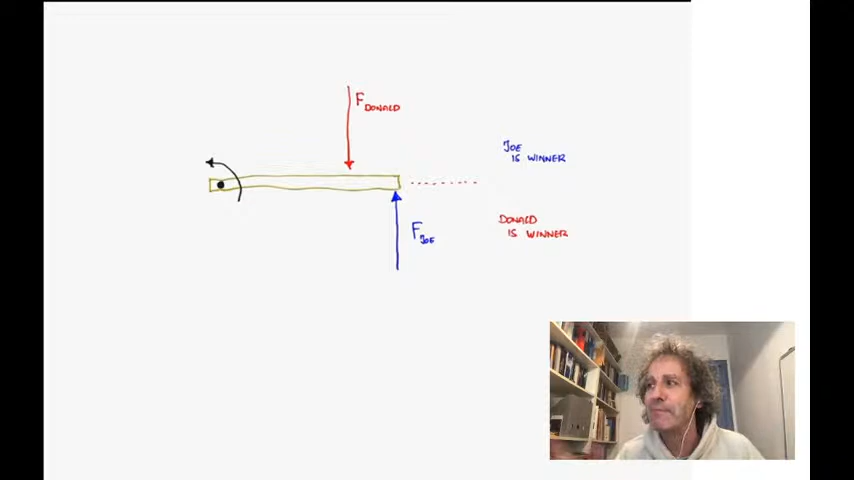 F DONALD
JOE
IS WINNER
DONALD
IS WINNER
F JOE